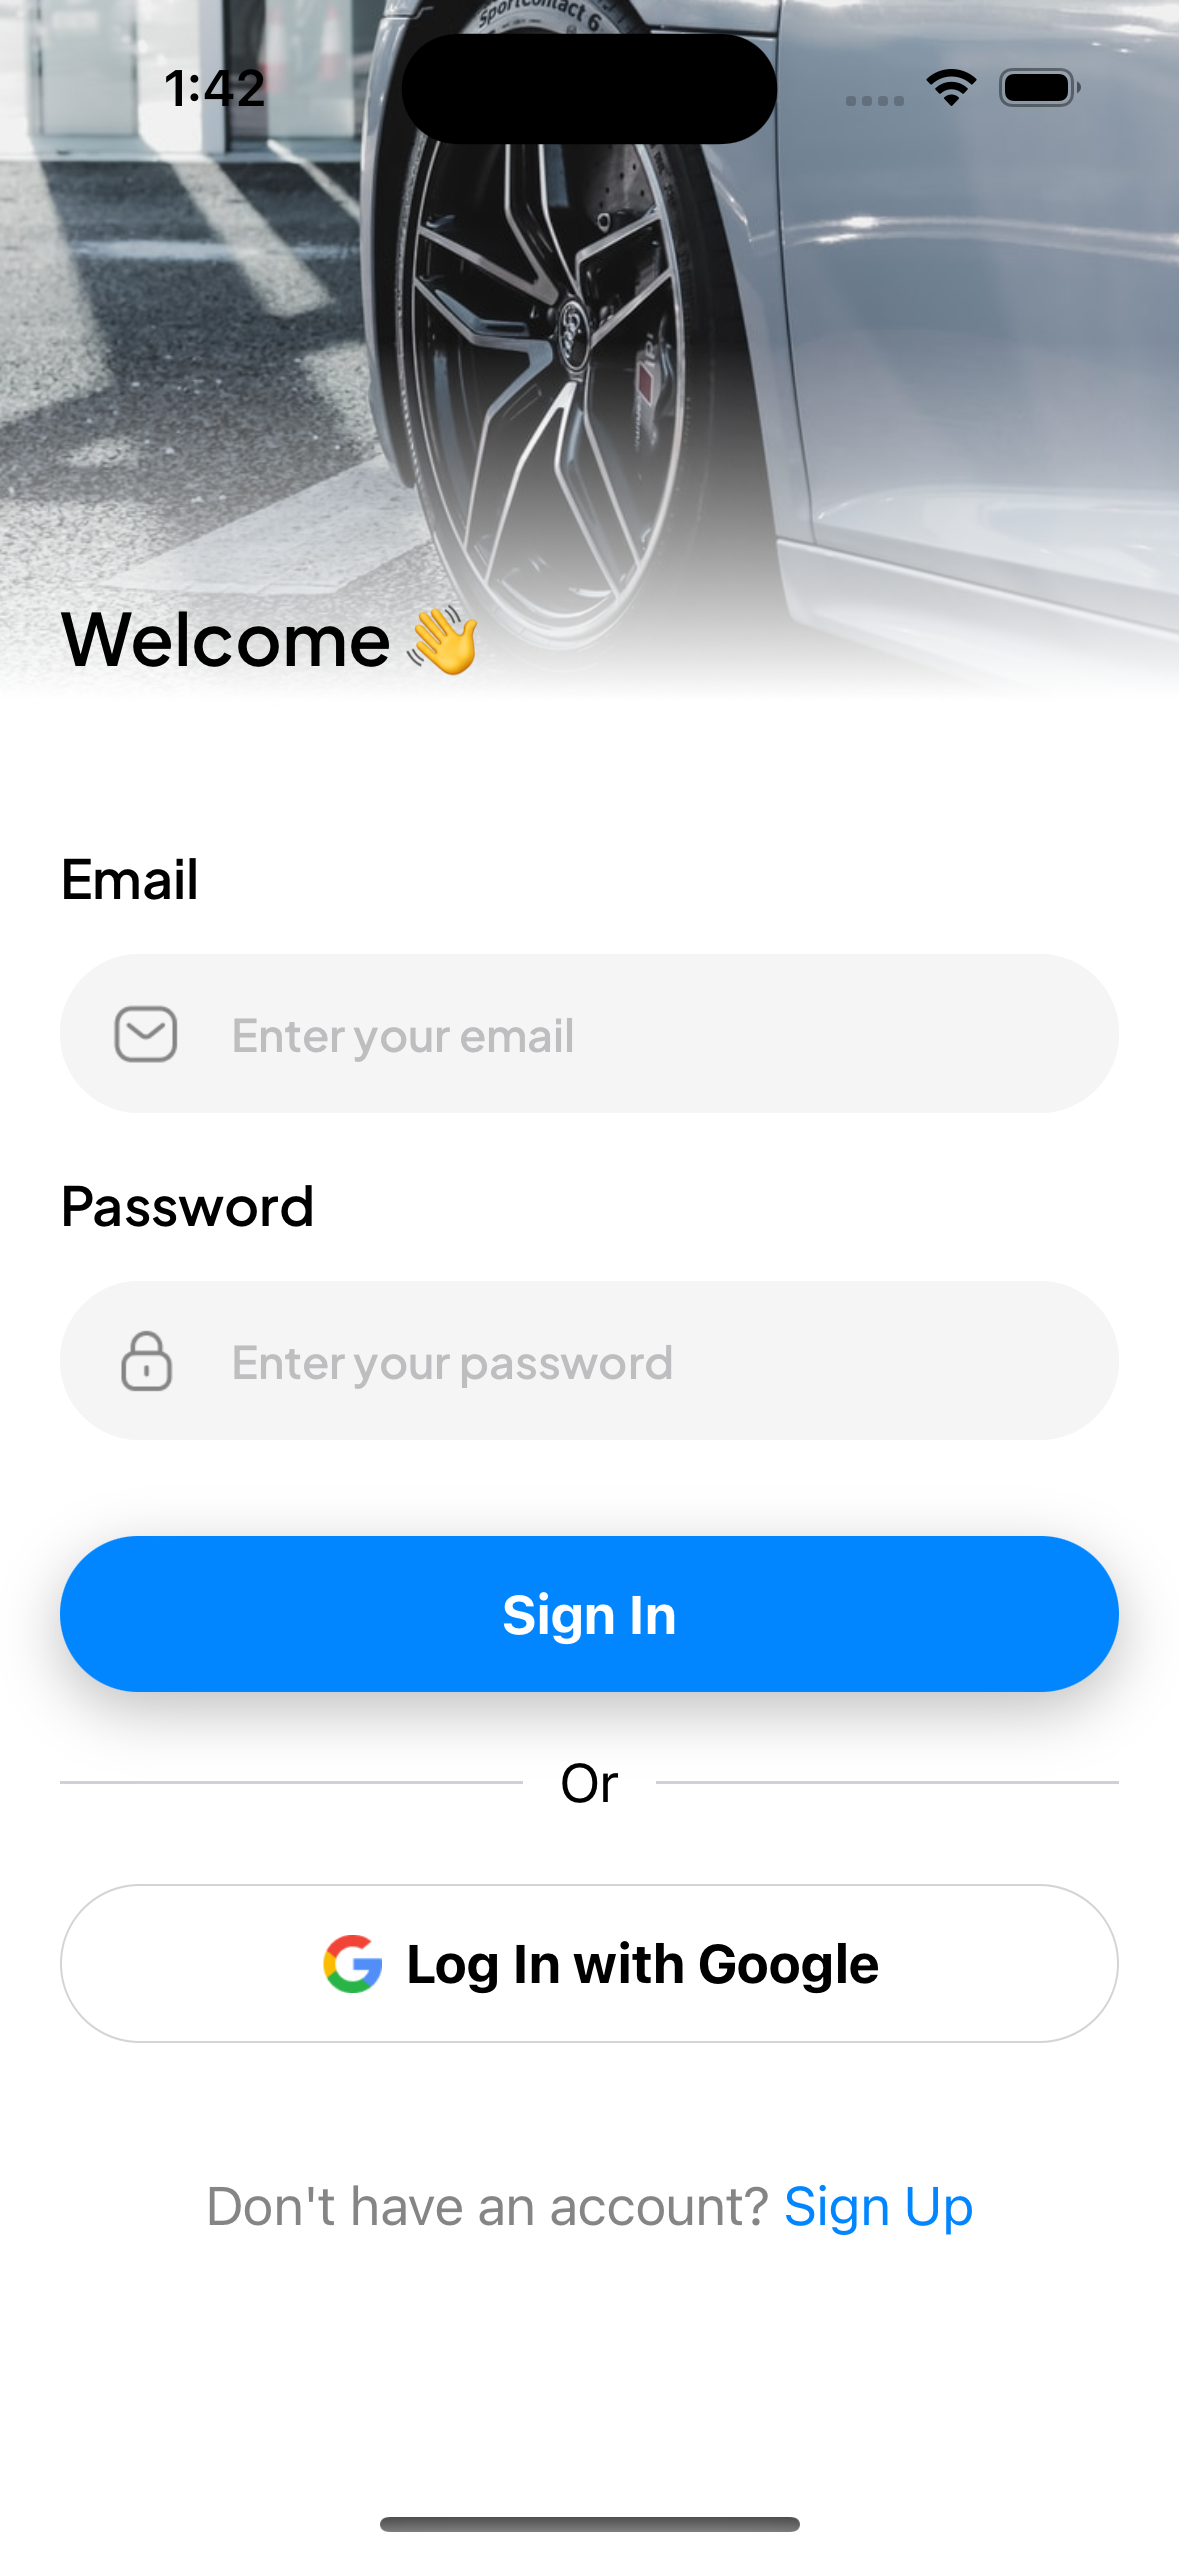 SportContact 6
1:42
Welcome 👋
Email
Enter your email
Password
Enter your password
Sign In
Or
Log In with Google
Don't have an account? Sign Up